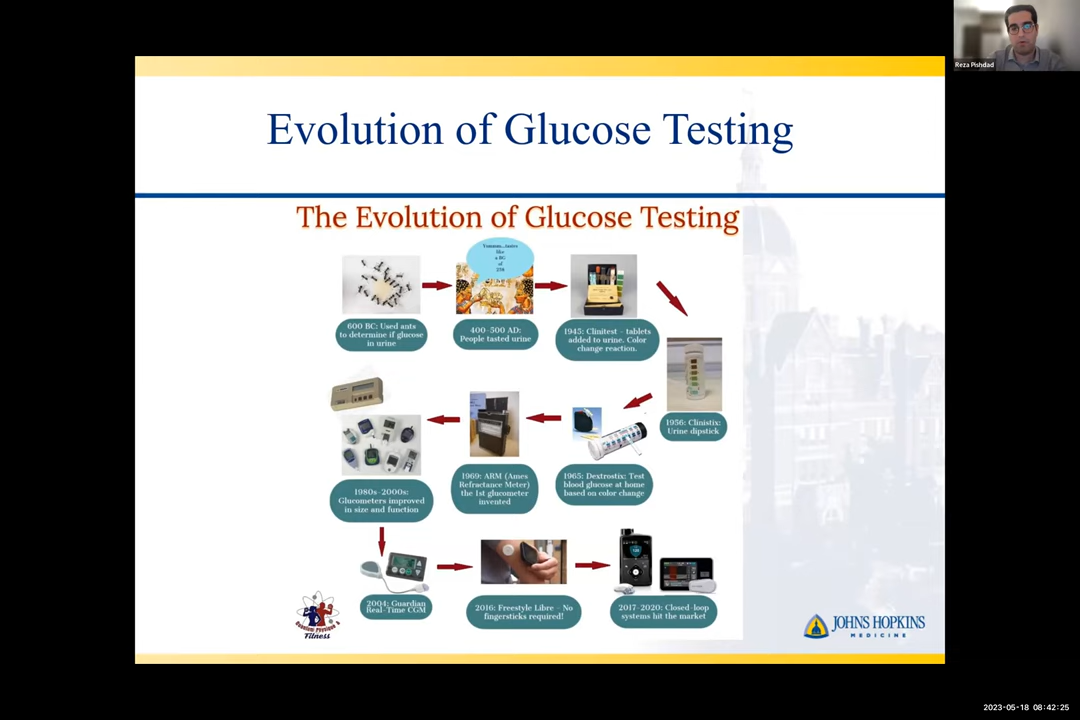 Reza Pishdad
Evolution of Glucose Testing
The Evolution of Glucose Testing
like
a BG
of
600 BC: Used ants
to determine if glucose
in urine
400-500 AD:
People tasted urine
1945: Clinitest - tablets
added to urine. Color
change reaction.
1956: Clinistix:
Urine dipstick
1965: Dextrostix: Test
blood glucose at home
based on color change
1969: ARM (Ames
Refractance Meter)
the 1st glucometer
invented
1980s-2000s:
Glucometers improved
in size and function
2004: Guardian
Real-Time CGM
2016: Freestyle Libre - No
fingersticks required!
2017-2020: Closed-loop
systems hit the market
Fitness
JOHNS HOPKINS
MEDICINE
2023-05-18 08:42:25